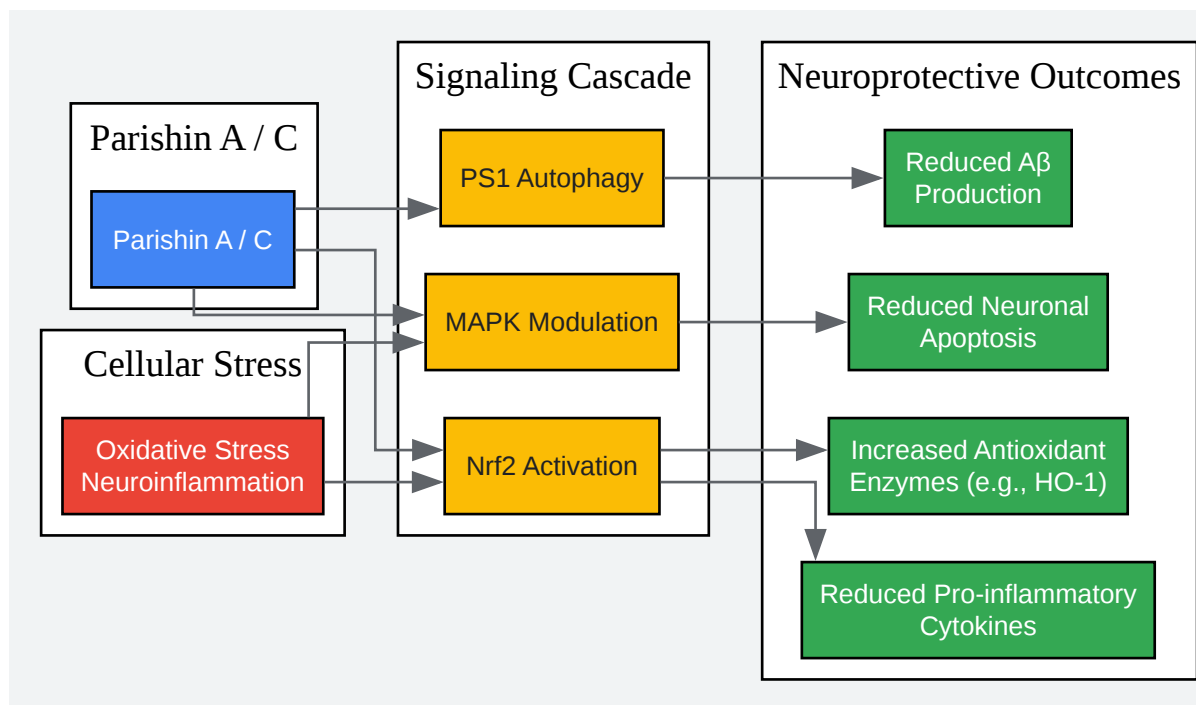 Parishin A / C
Parishin A / C
Cellular Stress
Oxidative Stress
Neuroinflammation
Signaling Cascade
PS1 Autophagy
MAPK Modulation
Nrf2 Activation
Neuroprotective Outcomes
Reduced Aβ
Production
Reduced Neuronal
Apoptosis
Increased Antioxidant
Enzymes (e.g., HO-1)
Reduced Pro-inflammatory
Cytokines